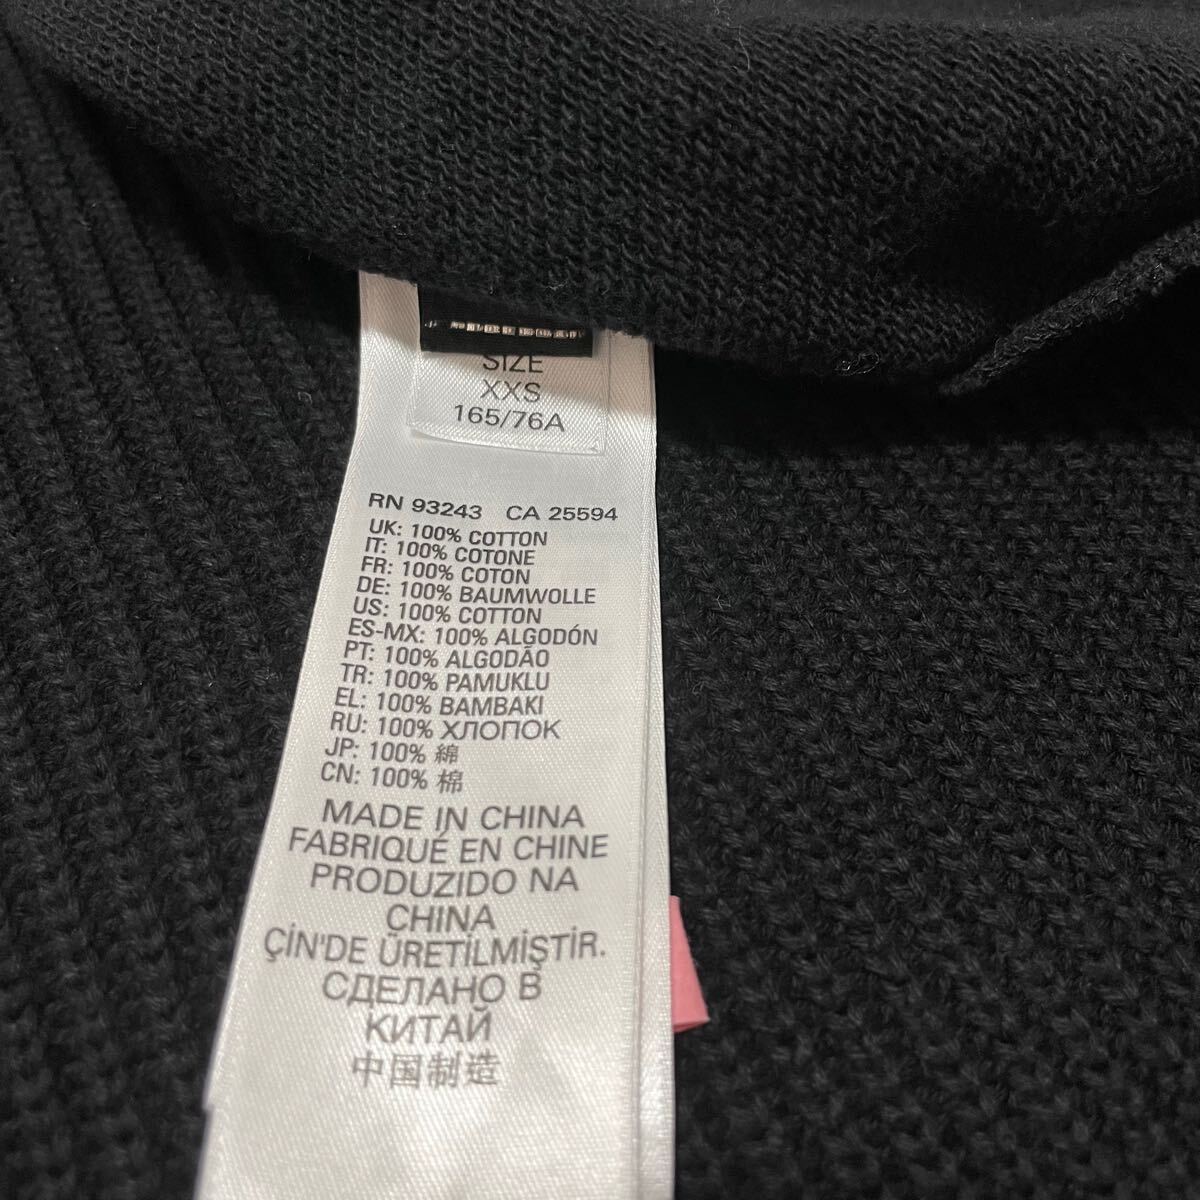 SIZE
XXS
165/76A
RN 93243 CA 25594
UK: 100% COTTON
IT: 100% COTONE
FR: 100% COTON
DE: 100% BAUMWOLLE
US: 100% COTTON
ES-MX: 100% ALGODÓN
PT: 100% ALGODÃO
TR: 100% PAMUKLU
EL: 100% ΒΑΜΒΑΚΙ
RU: 100% ХЛОПОК
JP: 100% 綿
CN: 100% 棉
MADE IN CHINA
FABRIQUÉ EN CHINE
PRODUZIDO NA
CHINA
ÇİN'DE ÜRETİLMİŞTİR.
СДЕЛАНО В
КИТАЙ
中国制造